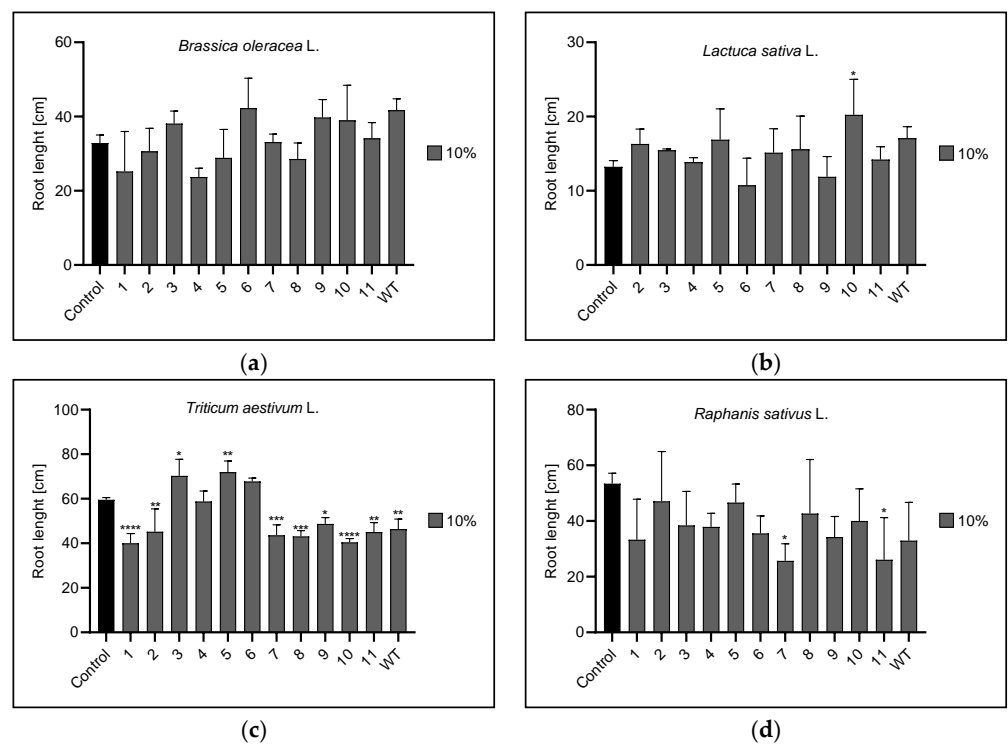 Brassica oleracea L.
Root lenght [cm]
60
40
20
0
Control 1 2 3 4 5 6 7 8 9 10 11 WT
10%
(a)
Lactuca sativa L.
Root lenght [cm]
30
20
10
0
*
Control 2 3 4 5 6 7 8 9 10 11 WT
10%
(b)
Triticum aestivum L.
Root lenght [cm]
100
80
60
40
20
0
**** ** * ** *** *** * **** ** **
Control 1 2 3 4 5 6 7 8 9 10 11 WT
10%
(c)
Raphanis sativus L.
Root lenght [cm]
80
60
40
20
0
* *
Control 1 2 3 4 5 6 7 8 9 10 11 WT
10%
(d)